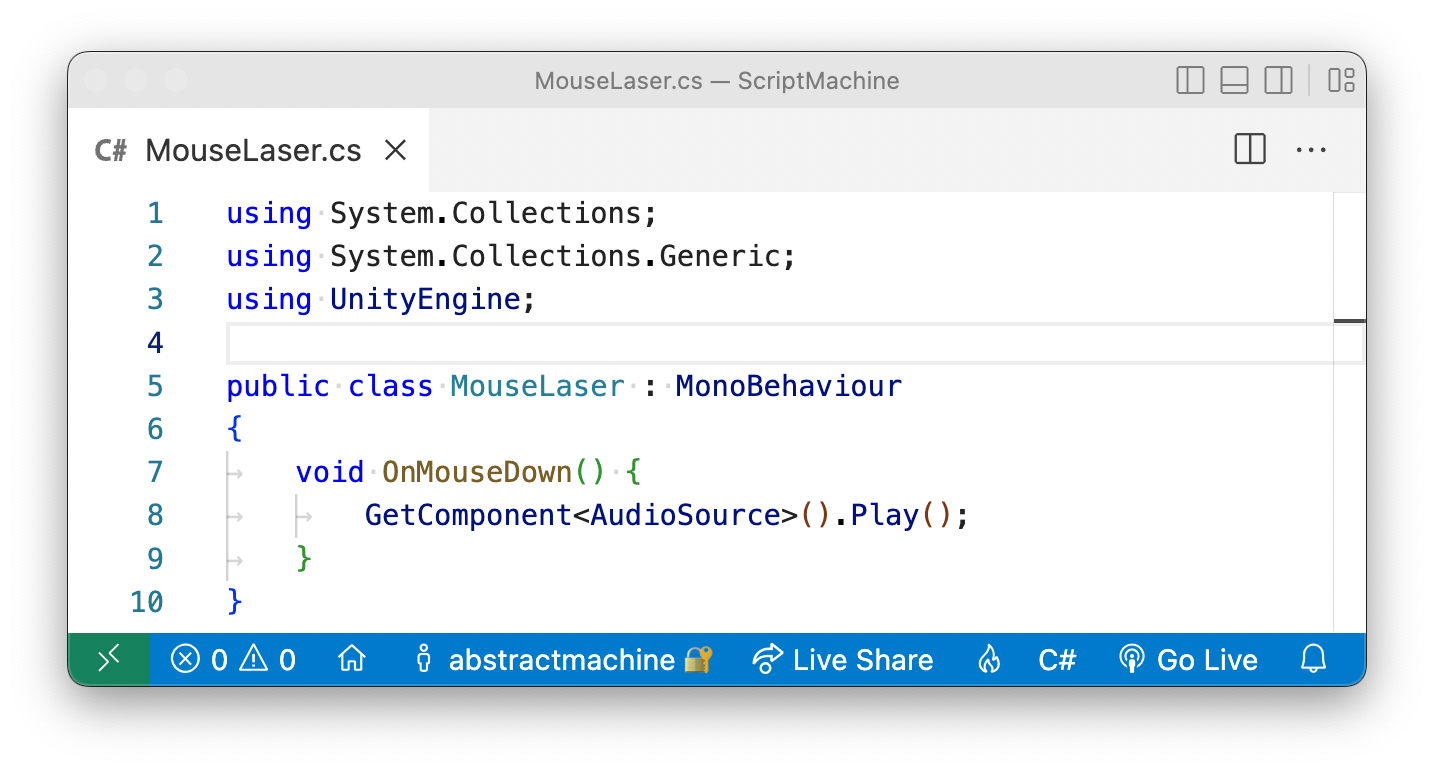 MouseLaser.cs — ScriptMachine
C# MouseLaser.cs
1 using System.Collections;
2 using System.Collections.Generic;
3 using UnityEngine;
4
5 public class MouseLaser : MonoBehaviour
6 {
7 void OnMouseDown() {
8 GetComponent<AudioSource>().Play();
9 }
10 }
0 0 abstractmachine Live Share C# Go Live